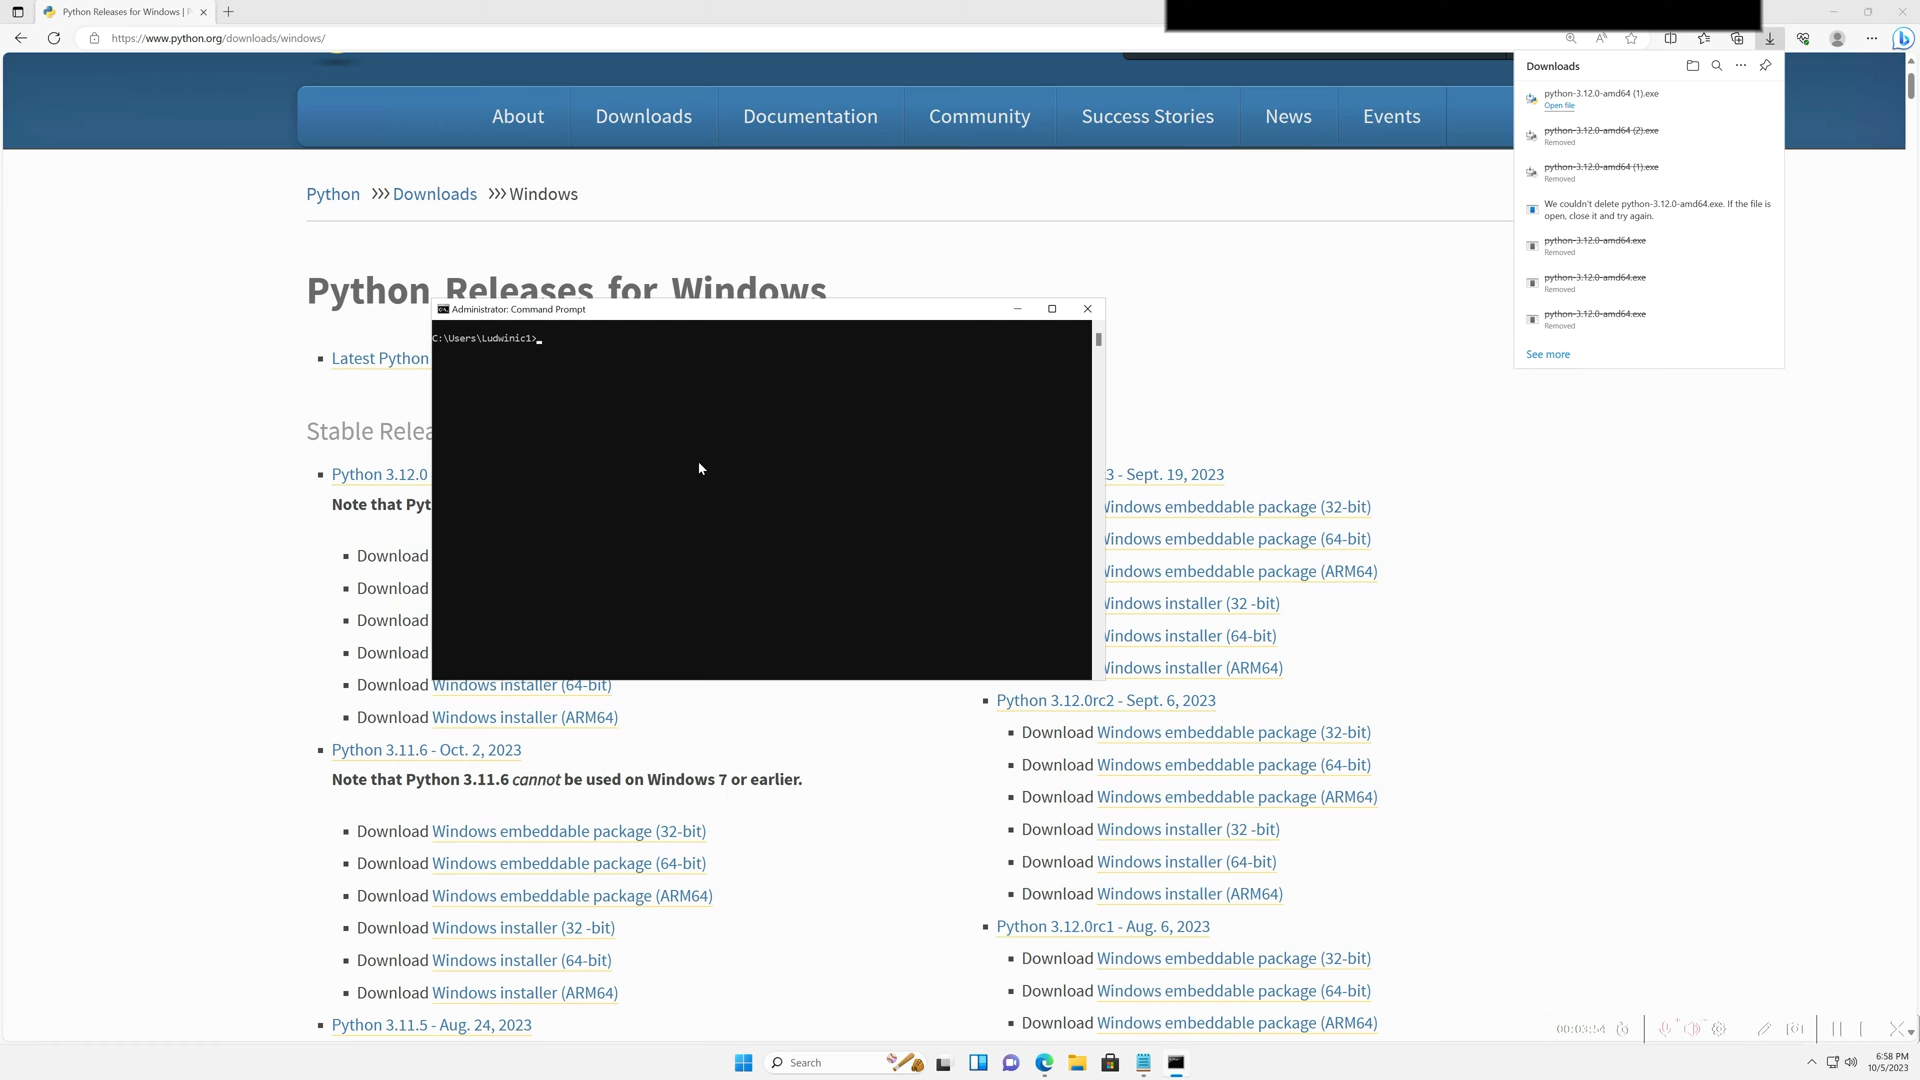 Python Releases for Windows | P
https://www.python.org/downloads/windows/
About
Downloads
Documentation
Community
Success Stories
News
Events
Downloads
python-3.12.0-amd64 (1).exe
Open file
python-3.12.0-amd64 (2).exe
Removed
python-3.12.0-amd64 (1).exe
Removed
We couldn't delete python-3.12.0-amd64.exe. If the file is
open, close it and try again.
python-3.12.0-amd64.exe
Removed
python-3.12.0-amd64.exe
Removed
python-3.12.0-amd64.exe
Removed
See more
Python >>> Downloads >>> Windows
Python Releases for Windows
Administrator: Command Prompt
C:\Users\Ludwinic1>
Latest Python
Stable Relea
Python 3.12.0
Note that Pyt
Download
Download
Download
Download
Download Windows installer (64-bit)
Download Windows installer (ARM64)
Python 3.11.6 - Oct. 2, 2023
Note that Python 3.11.6 cannot be used on Windows 7 or earlier.
Download Windows embeddable package (32-bit)
Download Windows embeddable package (64-bit)
Download Windows embeddable package (ARM64)
Download Windows installer (32 -bit)
Download Windows installer (64-bit)
Download Windows installer (ARM64)
Python 3.11.5 - Aug. 24, 2023
3 - Sept. 19, 2023
Windows embeddable package (32-bit)
Windows embeddable package (64-bit)
Windows embeddable package (ARM64)
Windows installer (32 -bit)
Windows installer (64-bit)
Windows installer (ARM64)
Python 3.12.0rc2 - Sept. 6, 2023
Download Windows embeddable package (32-bit)
Download Windows embeddable package (64-bit)
Download Windows embeddable package (ARM64)
Download Windows installer (32 -bit)
Download Windows installer (64-bit)
Download Windows installer (ARM64)
Python 3.12.0rc1 - Aug. 6, 2023
Download Windows embeddable package (32-bit)
Download Windows embeddable package (64-bit)
Download Windows embeddable package (ARM64)
00:03:54
Search
6:58 PM
10/5/2023